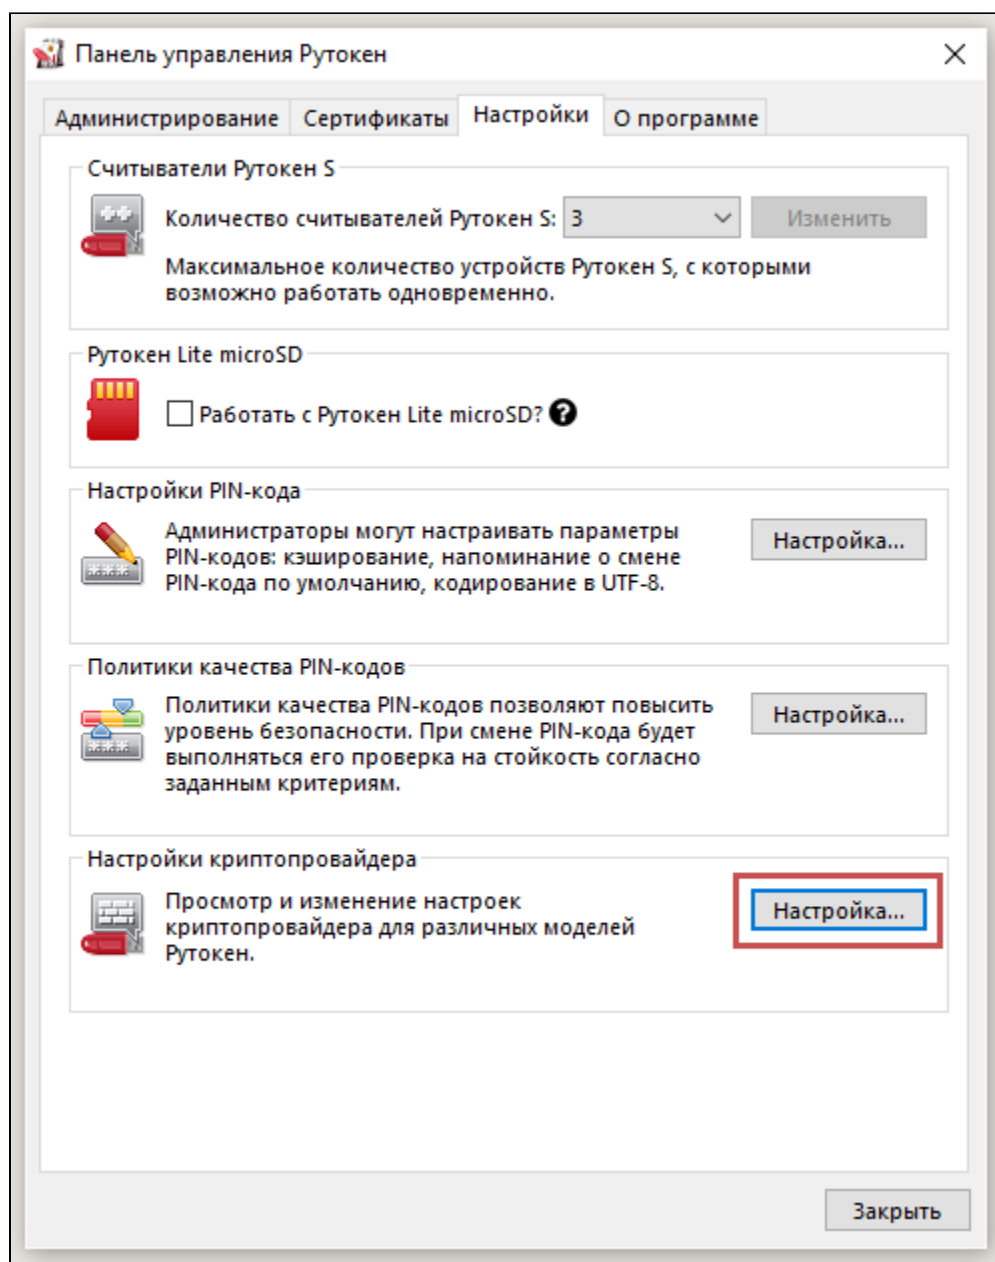 Панель управления Рутокен
Администрирование Сертификаты Настройки О программе
Считыватели Рутокен S
Количество считывателей Рутокен S: 3 Изменить
Максимальное количество устройств Рутокен S, с которыми
возможно работать одновременно.
Рутокен Lite microSD
Работать с Рутокен Lite microSD? ?
Настройки PIN-кода
Администраторы могут настраивать параметры
PIN-кодов: кэширование, напоминание о смене
PIN-кода по умолчанию, кодирование в UTF-8.
Настройка...
Политики качества PIN-кодов
Политики качества PIN-кодов позволяют повысить
уровень безопасности. При смене PIN-кода будет
выполняться его проверка на стойкость согласно
заданным критериям.
Настройка...
Настройки криптопровайдера
Просмотр и изменение настроек
криптопровайдера для различных моделей
Рутокен.
Настройка...
Закрыть